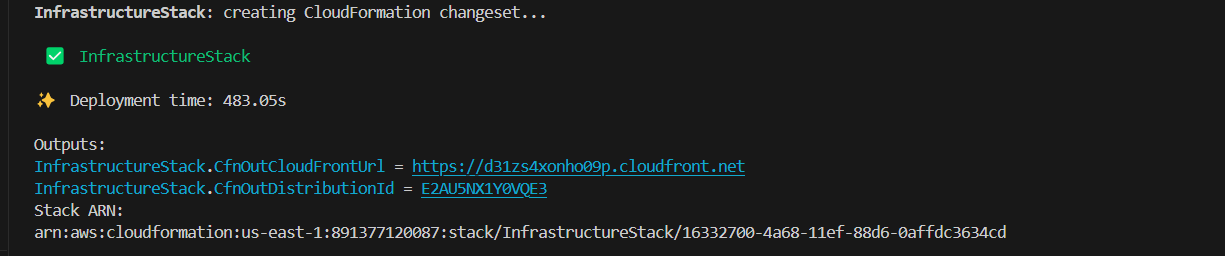 InfrastructureStack: creating CloudFormation changeset...
✅ InfrastructureStack
✨ Deployment time: 483.05s
Outputs:
InfrastructureStack.CfnOutCloudFrontUrl = https://d31zs4xonho09p.cloudfront.net
InfrastructureStack.CfnOutDistributionId = E2AU5NX1Y0VQE3
Stack ARN:
arn:aws:cloudformation:us-east-1:891377120087:stack/InfrastructureStack/16332700-4a68-11ef-88d6-0affdc3634cd